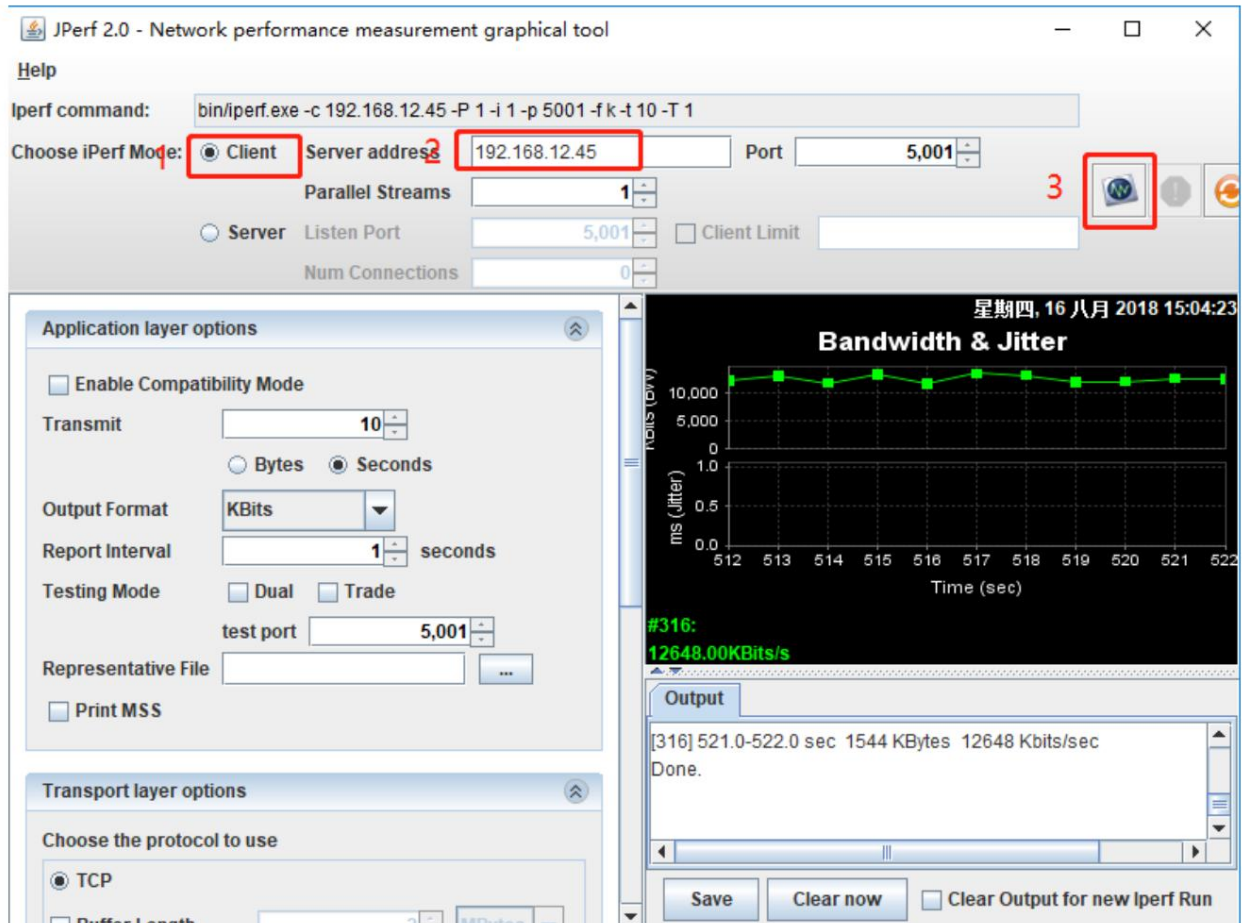 JPerf 2.0 - Network performance measurement graphical tool
Help
Iperf command: bin/iperf.exe -c 192.168.12.45 -P 1 -i 1 -p 5001 -f k -t 10 -T 1
Choose iPerf Mode: 1 Client Server address 2 192.168.12.45 Port 5,001
Parallel Streams 1
3
Server Listen Port 5,001 Client Limit
Num Connections 0
Application layer options
Enable Compatibility Mode
Transmit 10
Bytes Seconds
Output Format KBits
Report Interval 1 seconds
Testing Mode Dual Trade
test port 5,001
Representative File ...
Print MSS
Transport layer options
Choose the protocol to use
TCP
Buffer Length 2 MBytes
星期四, 16 八月 2018 15:04:23
Bandwidth & Jitter
KBits (BW)
10,000
5,000
0
ms (Jitter)
1.0
0.5
0.0
512 513 514 515 516 517 518 519 520 521 522
Time (sec)
#316:
12648.00KBits/s
Output
[316] 521.0-522.0 sec 1544 KBytes 12648 Kbits/sec
Done.
Save Clear now Clear Output for new Iperf Run